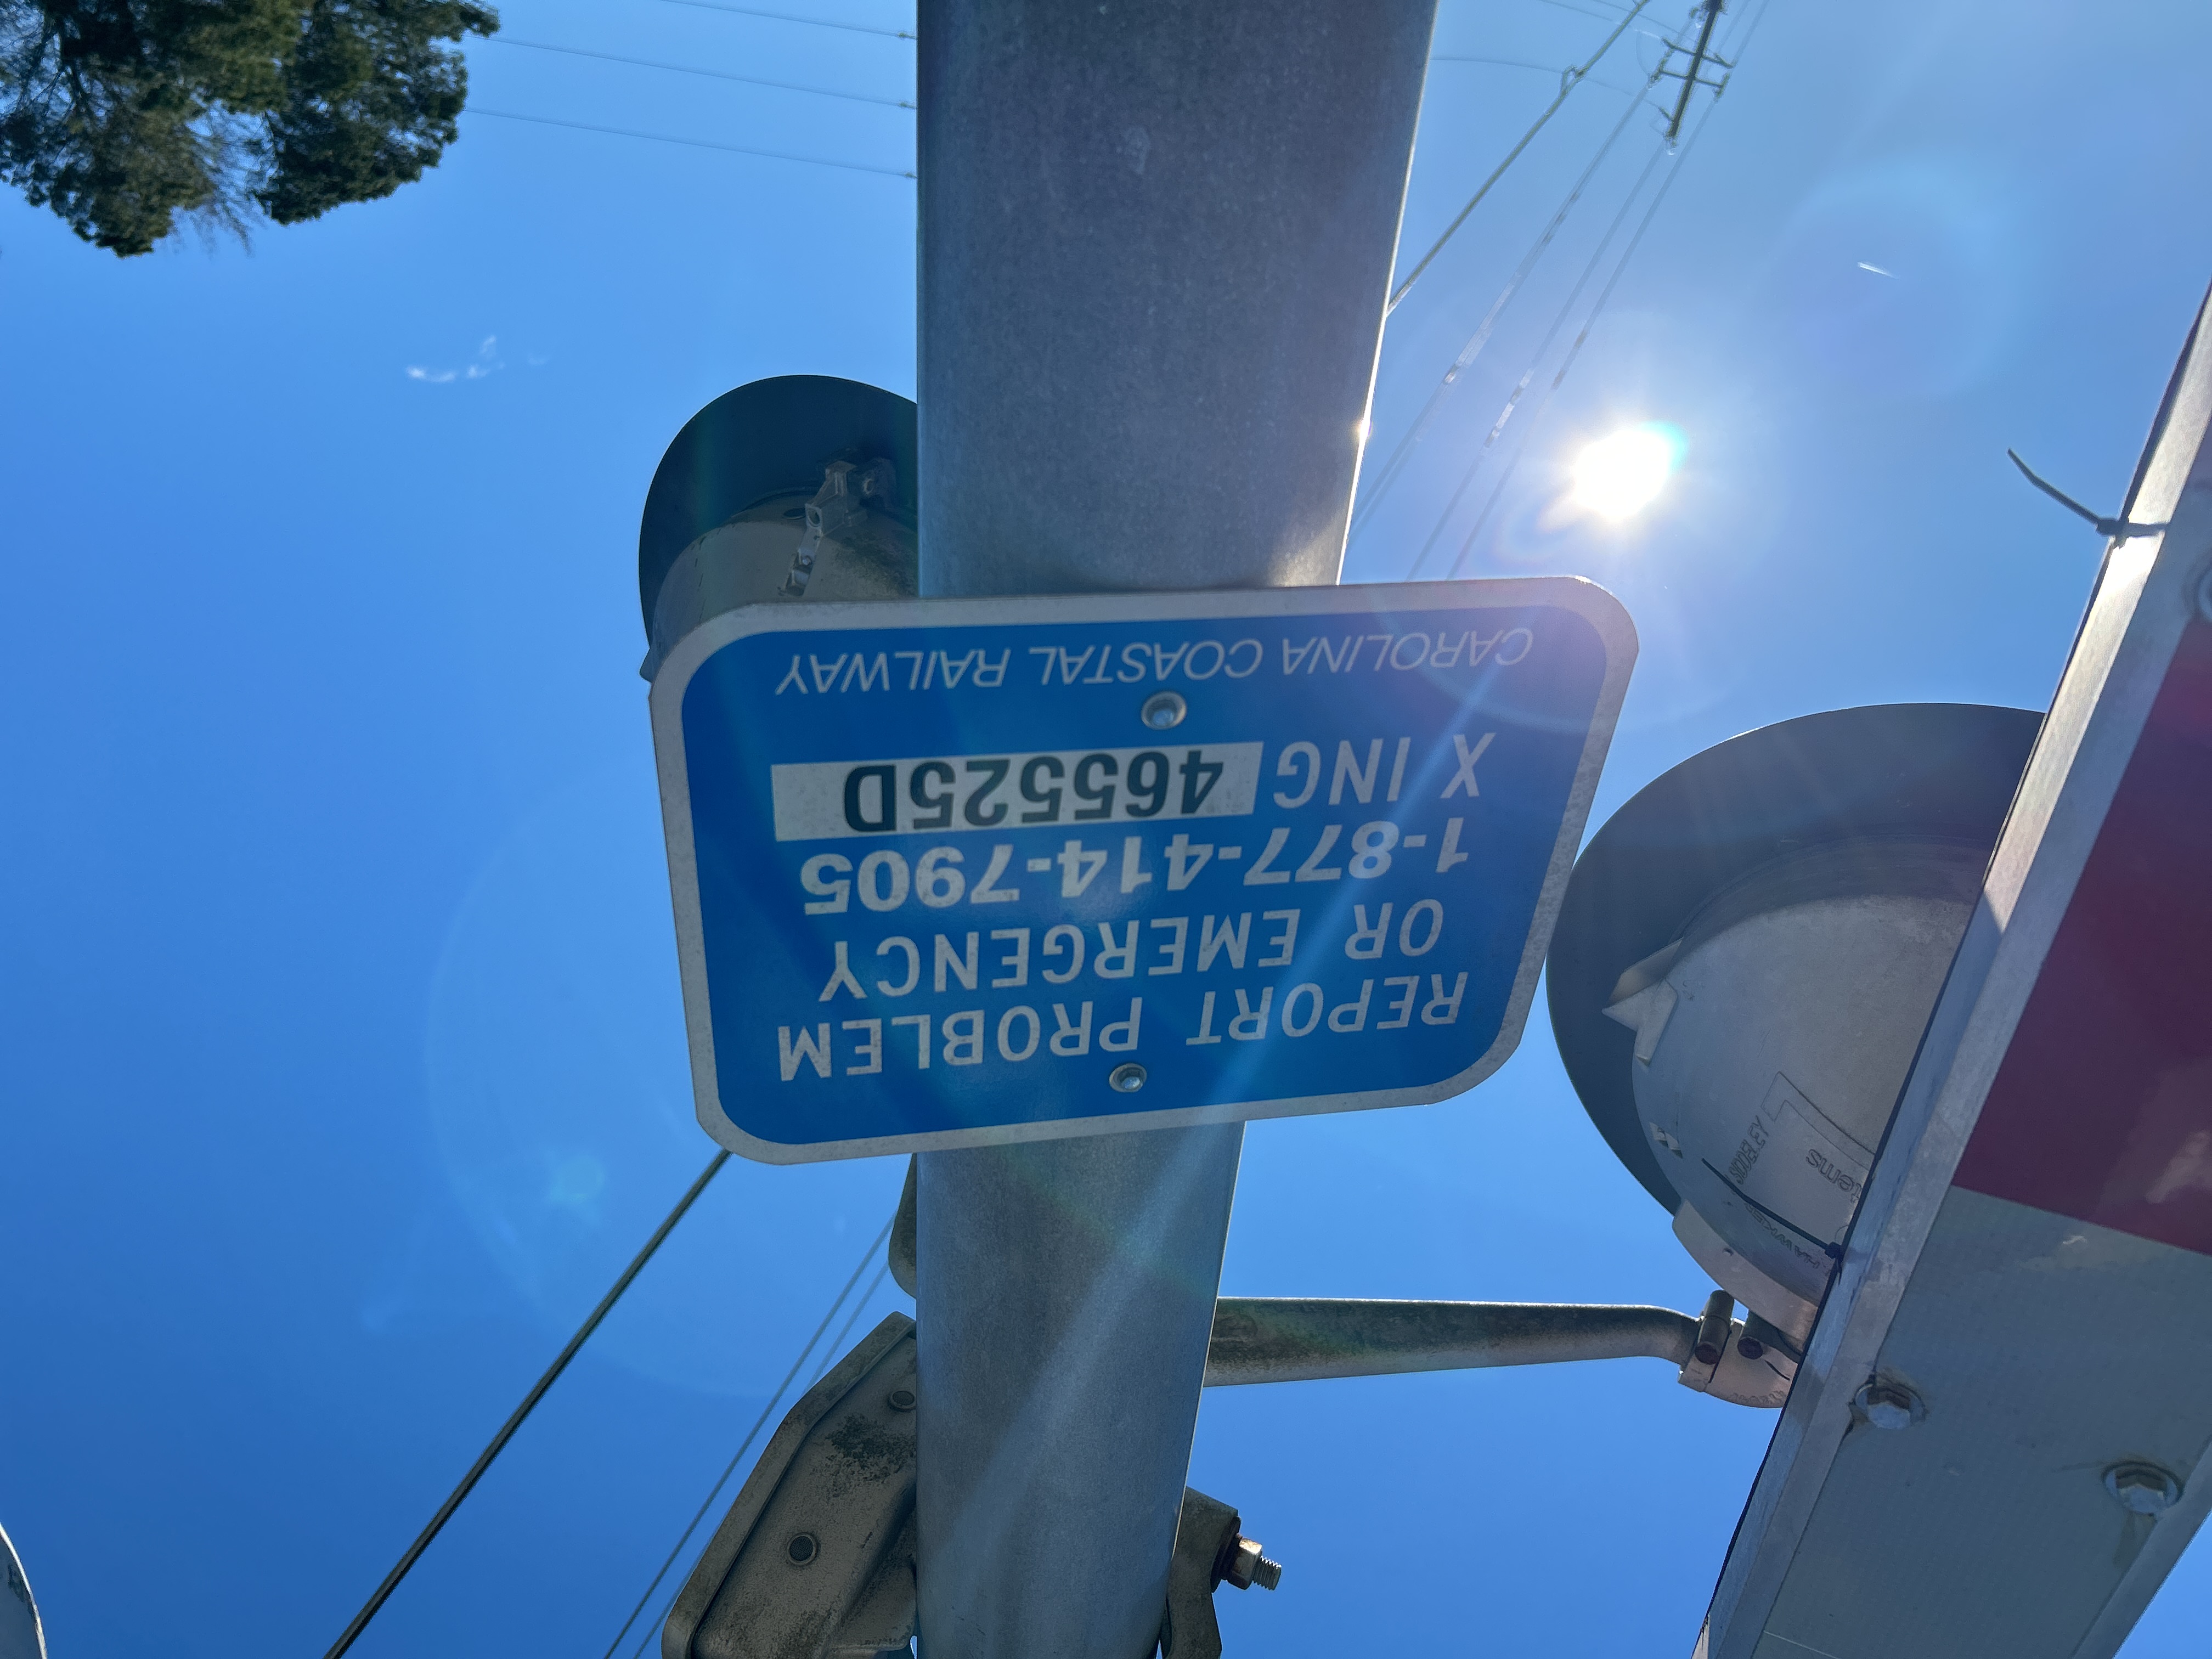 REPORT PROBLEM
OR EMERGENCY
1-877-414-7905
X ING 465525D
CAROLINA COASTAL RAILWAY